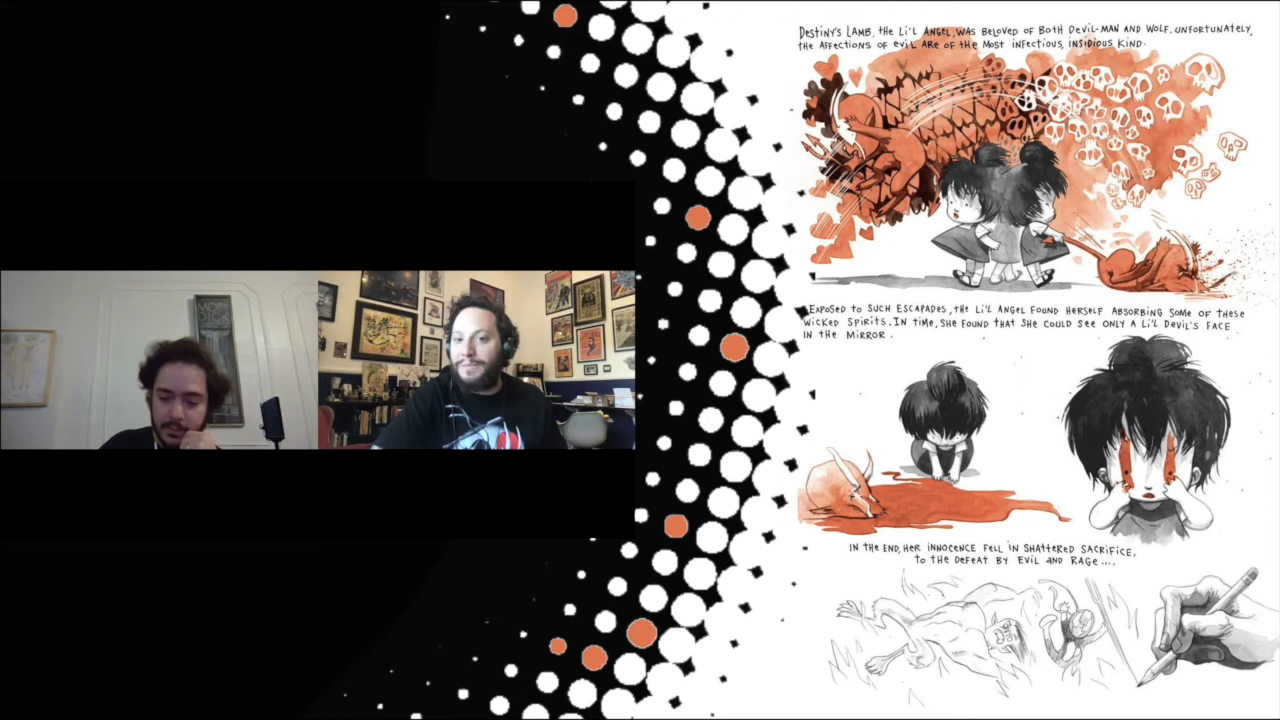 DESTINY'S LAMB, THE LI'L ANGEL, WAS BELOVED OF BOTH DEVIL-MAN AND WOLF. UNFORTUNATELY,
THE AFFECTIONS OF EVIL ARE OF THE MOST INFECTIOUS, INSIDIOUS KIND.
EXPOSED TO SUCH ESCAPADES, THE LI'L ANGEL FOUND HERSELF ABSORBING SOME OF THESE
WICKED SPIRITS. IN TIME, SHE FOUND THAT SHE COULD SEE ONLY A LI'L DEVIL'S FACE
IN THE MIRROR.
IN THE END, HER INNOCENCE FELL IN SHATTERED SACRIFICE,
TO THE DEFEAT BY EVIL AND RAGE....